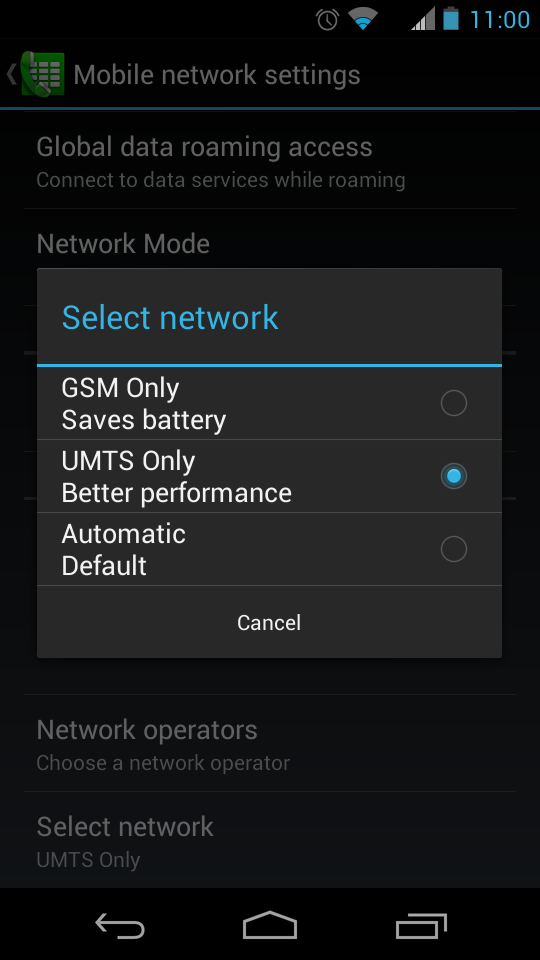 11:00
Mobile network settings
Global data roaming access
Connect to data services while roaming
Network Mode
Select network
GSM Only
Saves battery
UMTS Only
Better performance
Automatic
Default
Cancel
Network operators
Choose a network operator
Select network
UMTS Only